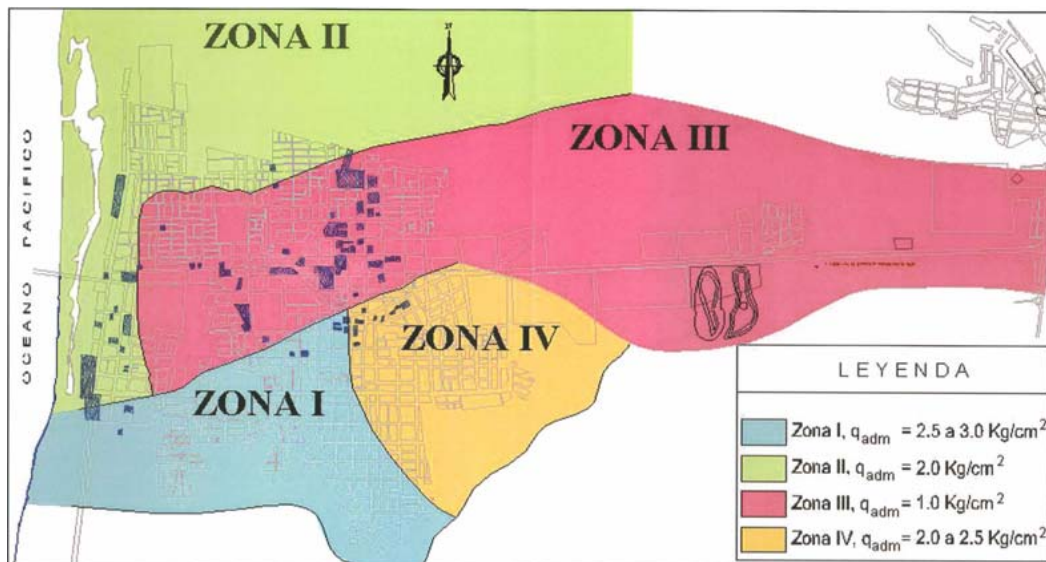 ZONA II
ZONA III
OCEANO PACIFICO
ZONA IV
ZONA I
LEYENDA
Zona I, qadm = 2.5 a 3.0 Kg/cm²
Zona II, qadm = 2.0 Kg/cm²
Zona III, qadm = 1.0 Kg/cm²
Zona IV, qadm = 2.0 a 2.5 Kg/cm²